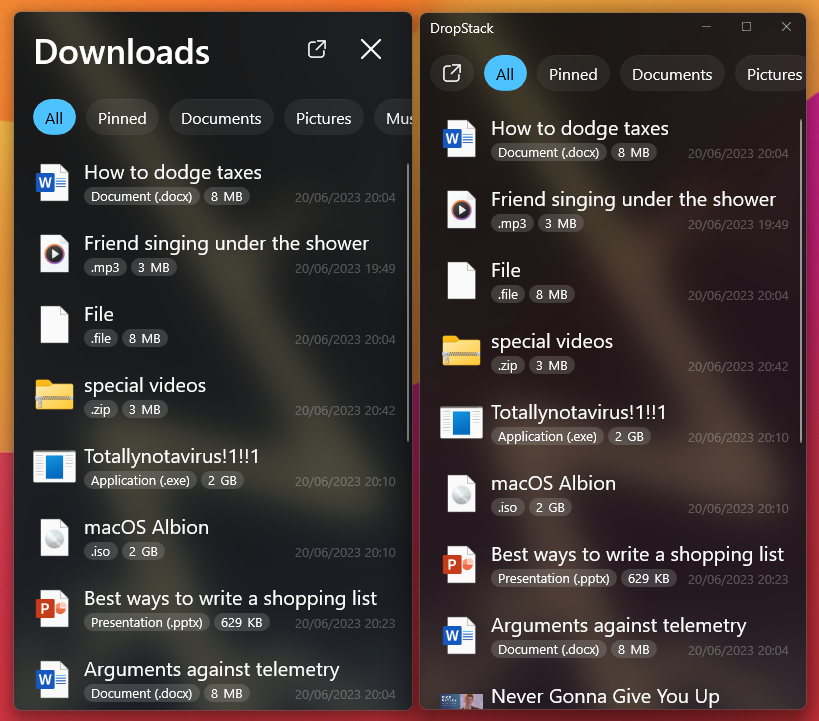 Downloads
All Pinned Documents Pictures Mus
How to dodge taxes
Document (.docx) 8 MB 20/06/2023 20:04
Friend singing under the shower
.mp3 3 MB 20/06/2023 19:49
File
.file 8 MB 20/06/2023 20:04
special videos
.zip 3 MB 20/06/2023 20:42
Totallynotavirus!1!!1
Application (.exe) 2 GB 20/06/2023 20:10
macOS Albion
.iso 2 GB 20/06/2023 20:10
Best ways to write a shopping list
Presentation (.pptx) 629 KB 20/06/2023 20:23
Arguments against telemetry
Document (.docx) 8 MB 20/06/2023 20:04
DropStack
All Pinned Documents Pictures
How to dodge taxes
Document (.docx) 8 MB 20/06/2023 20:04
Friend singing under the shower
.mp3 3 MB 20/06/2023 19:49
File
.file 8 MB 20/06/2023 20:04
special videos
.zip 3 MB 20/06/2023 20:42
Totallynotavirus!1!!1
Application (.exe) 2 GB 20/06/2023 20:10
macOS Albion
.iso 2 GB 20/06/2023 20:10
Best ways to write a shopping list
Presentation (.pptx) 629 KB 20/06/2023 20:23
Arguments against telemetry
Document (.docx) 8 MB 20/06/2023 20:04
Never Gonna Give You Up